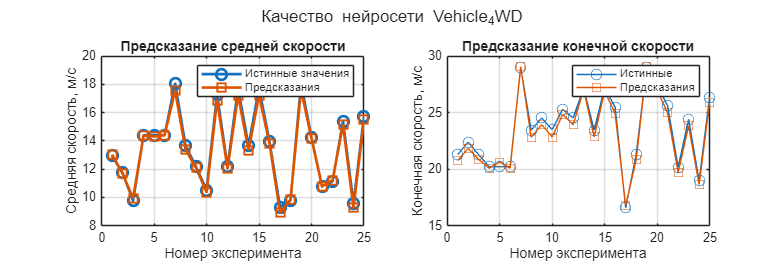 Качество нейросети Vehicle₄WD
Предсказание средней скорости
Средняя скорость, м/с
20
18
16
14
12
10
8
Истинные значения
Предсказания
0 5 10 15 20 25
Номер эксперимента
Предсказание конечной скорости
Конечная скорость, м/с
30
25
20
15
Истинные
Предсказания
0 5 10 15 20 25
Номер эксперимента